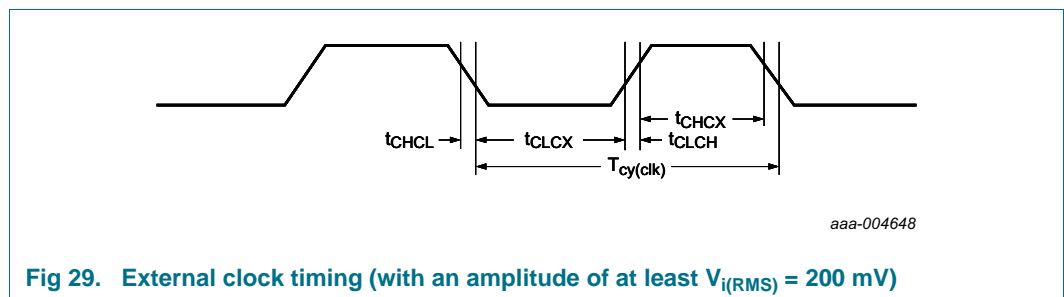 tCHCX
tCHCL tCLCX tCLCH
Tcy(clk)
aaa-004648
Fig 29. External clock timing (with an amplitude of at least Vi(RMS) = 200 mV)